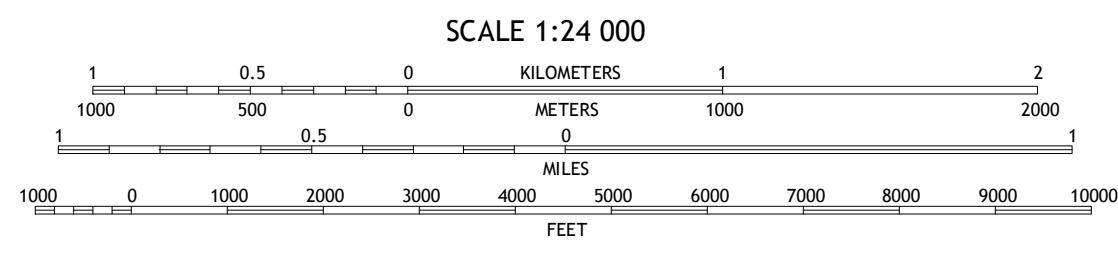 SCALE 1:24 000
1 0.5 0 KILOMETERS 1 2
1000 500 0 METERS 1000 2000
1 0.5 0 1
MILES
1000 0 1000 2000 3000 4000 5000 6000 7000 8000 9000 10000
FEET